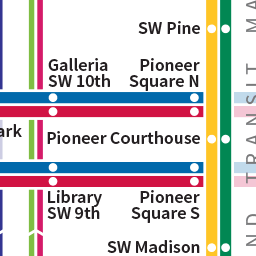 SW Pine
Galleria
SW 10th
Pioneer
Square N
ark
Pioneer Courthouse
Library
SW 9th
Pioneer
Square S
SW Madison
ND TRANSIT MA